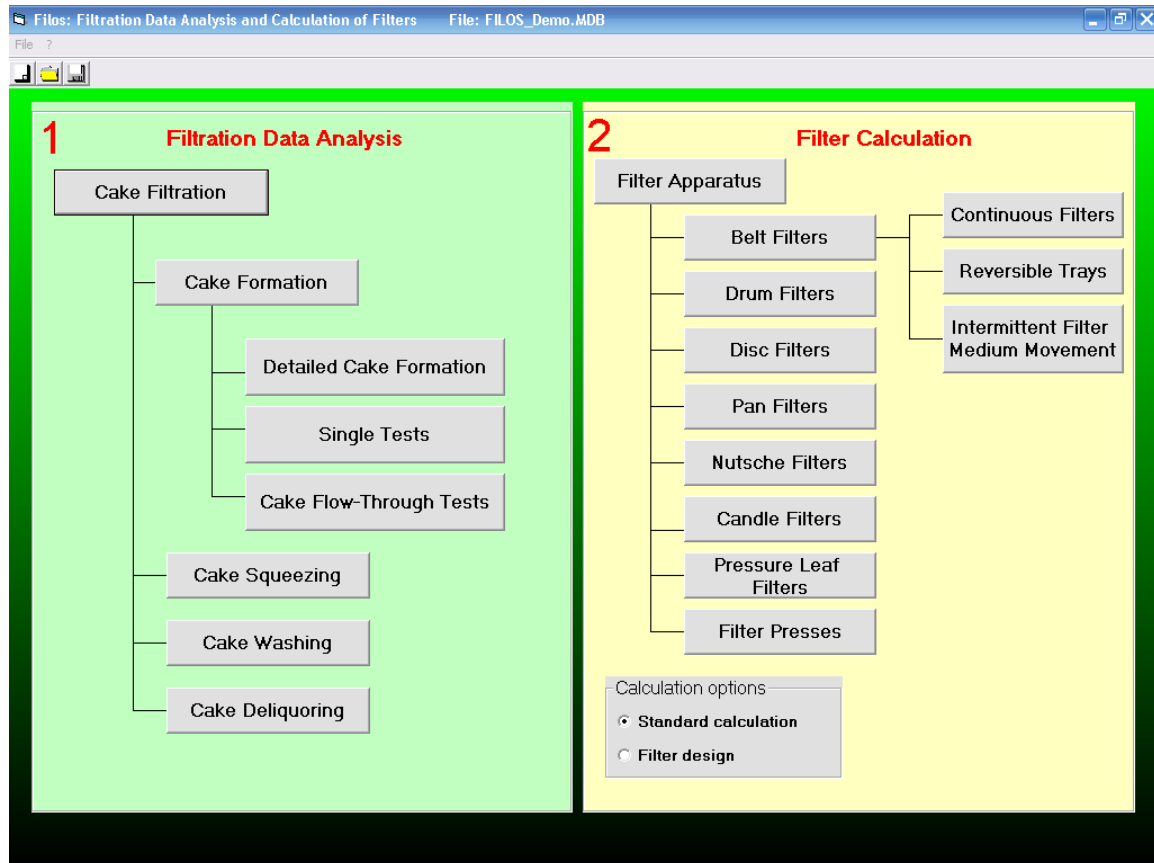 Filos: Filtration Data Analysis and Calculation of Filters File: FILOS_Demo.MDB
File ?
1
Filtration Data Analysis
Cake Filtration
Cake Formation
Detailed Cake Formation
Single Tests
Cake Flow-Through Tests
Cake Squeezing
Cake Washing
Cake Deliquoring
2
Filter Calculation
Filter Apparatus
Belt Filters
Continuous Filters
Reversible Trays
Intermittent Filter
Medium Movement
Drum Filters
Disc Filters
Pan Filters
Nutsche Filters
Candle Filters
Pressure Leaf
Filters
Filter Presses
Calculation options
Standard calculation
Filter design